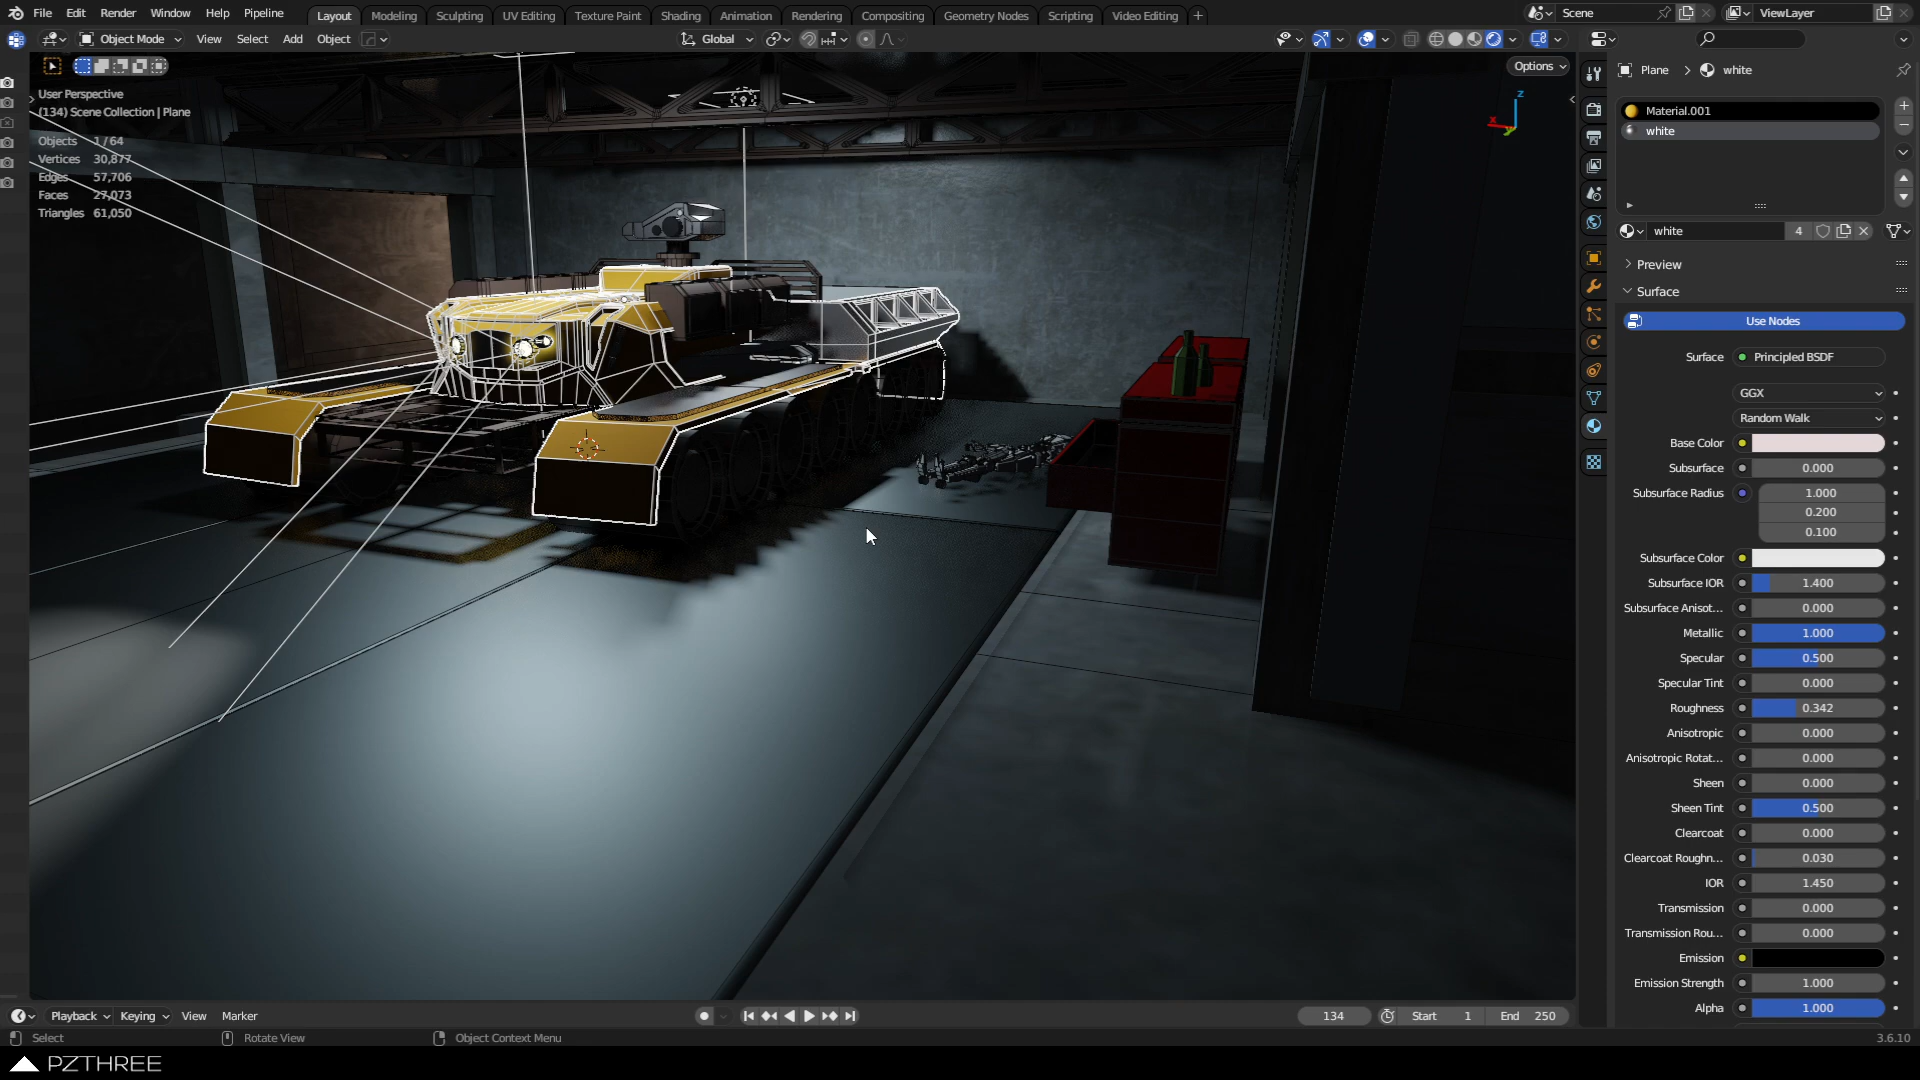 File Edit Render Window Help Pipeline
Layout Modeling Sculpting UV Editing Texture Paint Shading Animation Rendering Compositing Geometry Nodes Scripting Video Editing +
Scene
ViewLayer
Object Mode View Select Add Object
Global
Options
User Perspective
(134) Scene Collection | Plane
Objects 1/64
Vertices 30,877
Edges 57,706
Faces 27,073
Triangles 61,050
Z
X
Y
Plane > white
Material.001
white
white 4
Preview
Surface
Use Nodes
Surface Principled BSDF
GGX
Random Walk
Base Color
Subsurface 0.000
Subsurface Radius 1.000
0.200
0.100
Subsurface Color
Subsurface IOR 1.400
Subsurface Anisot... 0.000
Metallic 1.000
Specular 0.500
Specular Tint 0.000
Roughness 0.342
Anisotropic 0.000
Anisotropic Rotat... 0.000
Sheen 0.000
Sheen Tint 0.500
Clearcoat 0.000
Clearcoat Roughn... 0.030
IOR 1.450
Transmission 0.000
Transmission Rou... 0.000
Emission
Emission Strength 1.000
Alpha 1.000
Playback Keying View Marker
134 Start 1 End 250
Select Rotate View Object Context Menu
3.6.10
PZTHREE